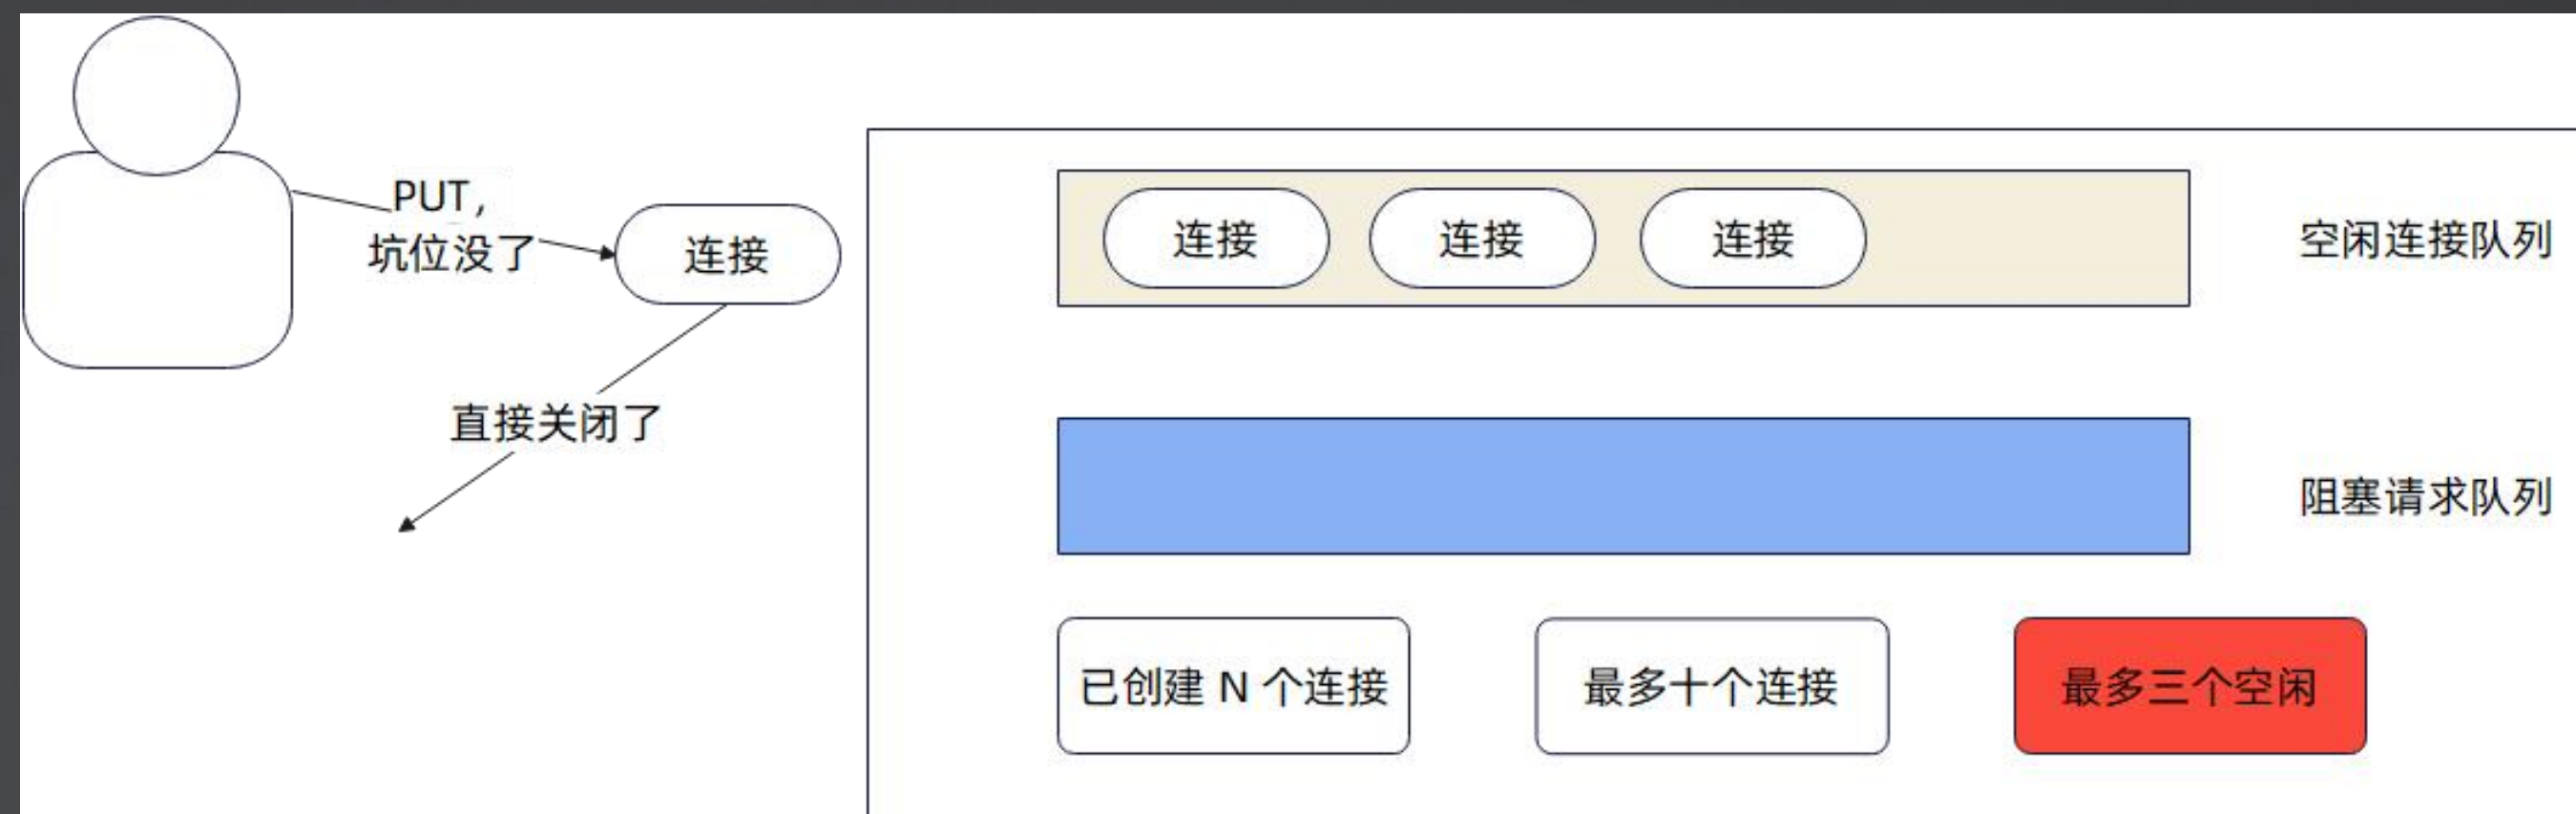 PUT，
坑位没了
连接
直接关闭了
连接
连接
连接
空闲连接队列
阻塞请求队列
已创建 N 个连接
最多十个连接
最多三个空闲